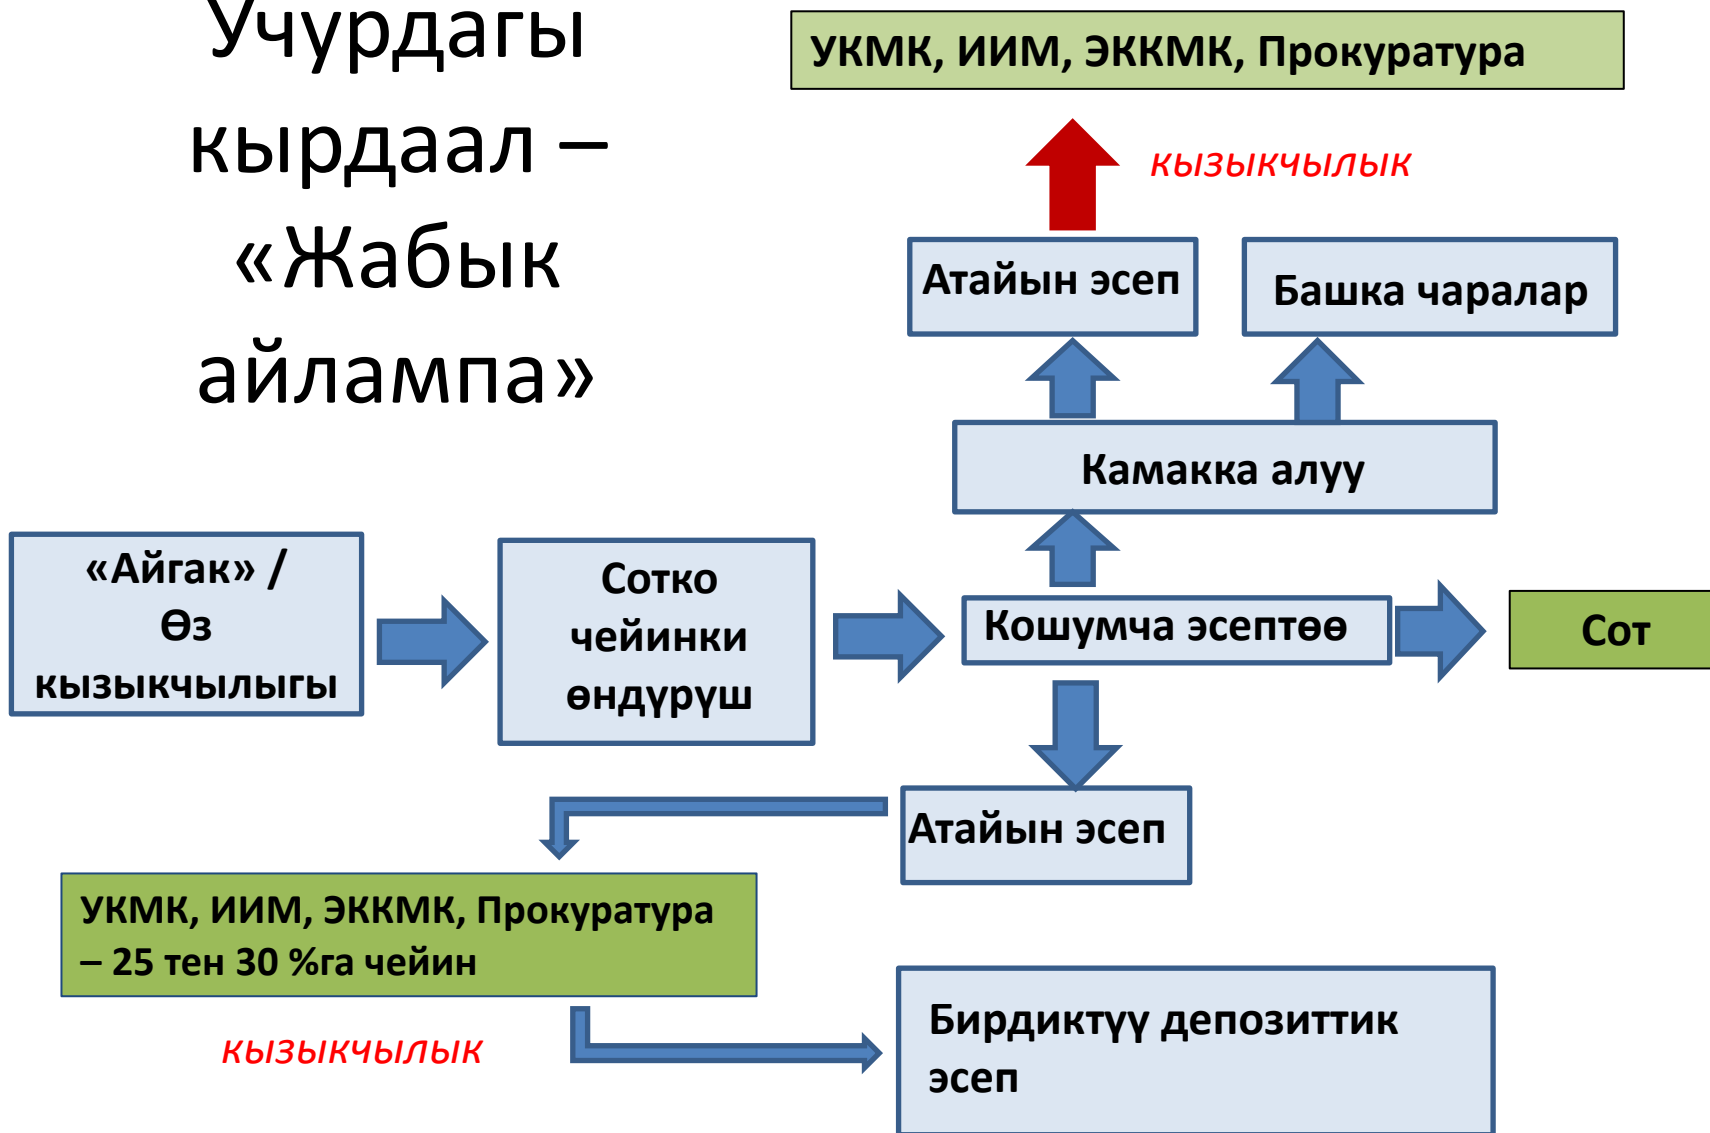 Учурдагы
кырдаал –
«Жабык
айлампа»
УКМК, ИИМ, ЭККМК, Прокуратура
кызыкчылык
Атайын эсеп
Башка чаралар
Камакка алуу
«Айгак» /
Өз
кызыкчылыгы
Сотко
чейинки
өндүрүш
Кошумча эсептөө
Сот
Атайын эсеп
УКМК, ИИМ, ЭККМК, Прокуратура
– 25 тен 30 %га чейин
кызыкчылык
Бирдиктүү депозиттик
эсеп